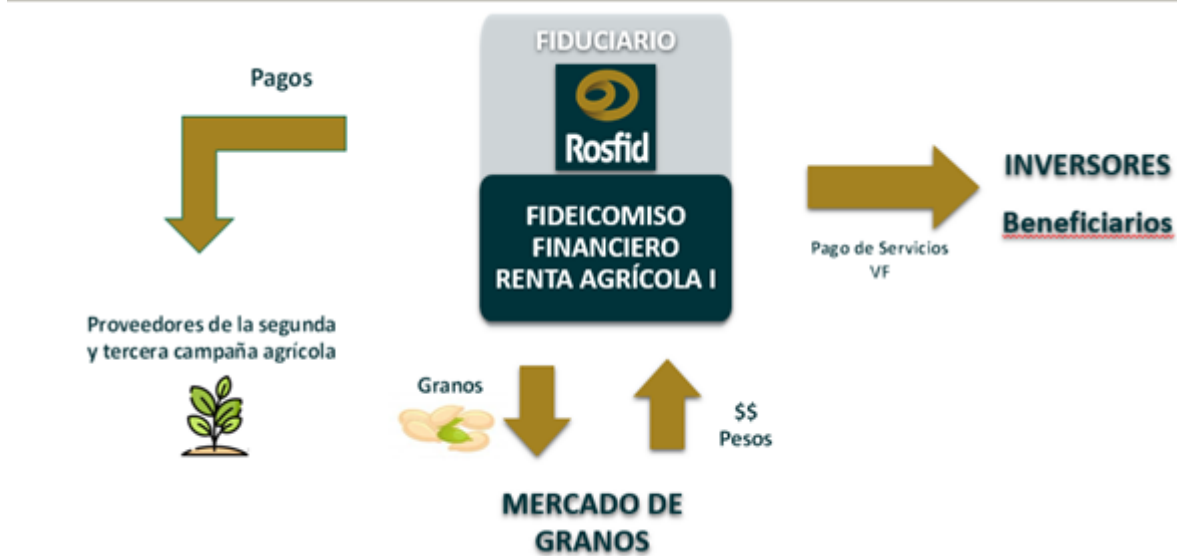 FIDUCIARIO
Rosfid
Pagos
FIDEICOMISO
FINANCIERO
RENTA AGRÍCOLA I
INVERSORES
Beneficiarios
Pago de Servicios
VF
Proveedores de la segunda
y tercera campaña agrícola
Granos
$$
Pesos
MERCADO DE
GRANOS